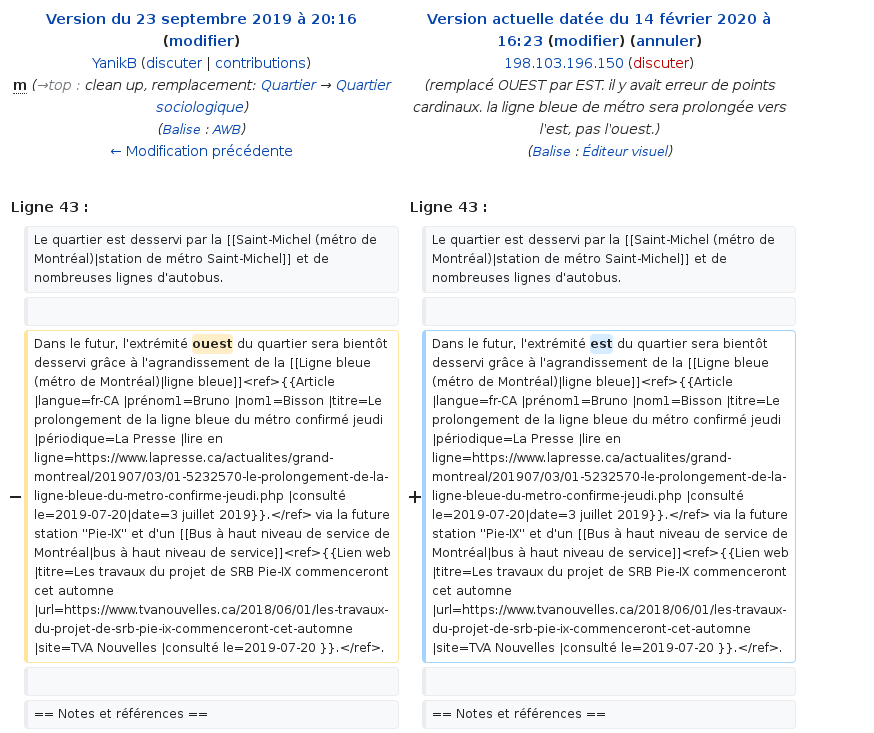 Version du 23 septembre 2019 à 20:16
(modifier)
YanikB (discuter | contributions)
m (→top : clean up, remplacement: Quartier → Quartier
sociologique)
(Balise : AWB)
← Modification précédente
Version actuelle datée du 14 février 2020 à
16:23 (modifier) (annuler)
198.103.196.150 (discuter)
(remplacé OUEST par EST. il y avait erreur de points
cardinaux. la ligne bleue de métro sera prolongée vers
l'est, pas l'ouest.)
(Balise : Éditeur visuel)
Ligne 43 :
Le quartier est desservi par la [[Saint-Michel (métro de
Montréal)|station de métro Saint-Michel]] et de
nombreuses lignes d'autobus.
−
Dans le futur, l'extrémité ouest du quartier sera bientôt
desservi grâce à l'agrandissement de la [[Ligne bleue
(métro de Montréal)|ligne bleue]]<ref>{{Article
|langue=fr-CA |prénom1=Bruno |nom1=Bisson |titre=Le
prolongement de la ligne bleue du métro confirmé jeudi
|périodique=La Presse |lire en
ligne=https://www.lapresse.ca/actualites/grand-
montreal/201907/03/01-5232570-le-prolongement-de-la-
ligne-bleue-du-metro-confirme-jeudi.php |consulté
le=2019-07-20|date=3 juillet 2019}}.</ref> via la future
station "Pie-IX" et d'un [[Bus à haut niveau de service de
Montréal|bus à haut niveau de service]]<ref>{{Lien web
|titre=Les travaux du projet de SRB Pie-IX commenceront
cet automne
|url=https://www.tvanouvelles.ca/2018/06/01/les-travaux-
du-projet-de-srb-pie-ix-commenceront-cet-automne
|site=TVA Nouvelles |consulté le=2019-07-20 }}.</ref>.
== Notes et références ==
Ligne 43 :
Le quartier est desservi par la [[Saint-Michel (métro de
Montréal)|station de métro Saint-Michel]] et de
nombreuses lignes d'autobus.
+
Dans le futur, l'extrémité est du quartier sera bientôt
desservi grâce à l'agrandissement de la [[Ligne bleue
(métro de Montréal)|ligne bleue]]<ref>{{Article
|langue=fr-CA |prénom1=Bruno |nom1=Bisson |titre=Le
prolongement de la ligne bleue du métro confirmé jeudi
|périodique=La Presse |lire en
ligne=https://www.lapresse.ca/actualites/grand-
montreal/201907/03/01-5232570-le-prolongement-de-la-
ligne-bleue-du-metro-confirme-jeudi.php |consulté
le=2019-07-20|date=3 juillet 2019}}.</ref> via la future
station "Pie-IX" et d'un [[Bus à haut niveau de service de
Montréal|bus à haut niveau de service]]<ref>{{Lien web
|titre=Les travaux du projet de SRB Pie-IX commenceront
cet automne
|url=https://www.tvanouvelles.ca/2018/06/01/les-travaux-
du-projet-de-srb-pie-ix-commenceront-cet-automne
|site=TVA Nouvelles |consulté le=2019-07-20 }}.</ref>.
== Notes et références ==